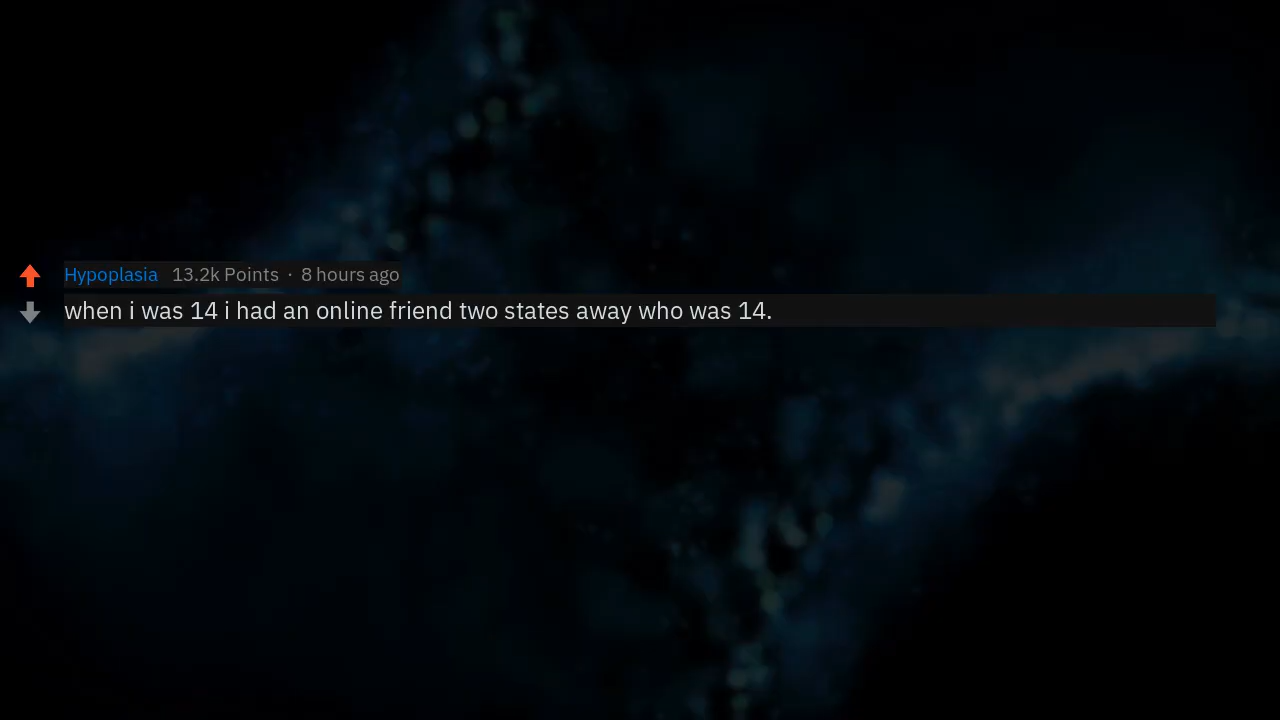 Hypoplasia 13.2k Points · 8 hours ago
when i was 14 i had an online friend two states away who was 14.